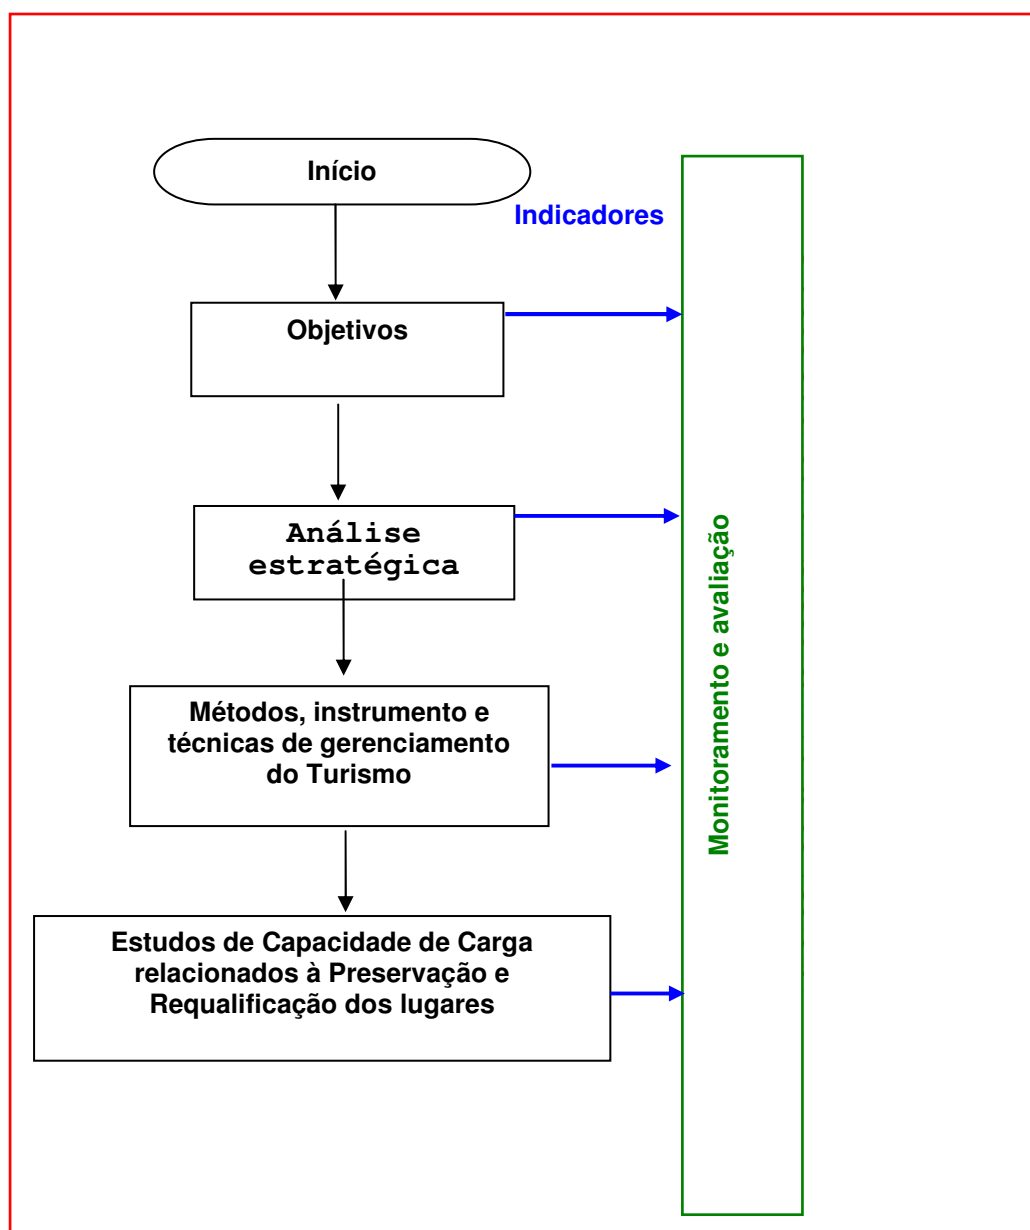 Início
Indicadores
Objetivos
Análise
estratégica
Métodos, instrumento e
técnicas de gerenciamento
do Turismo
Estudos de Capacidade de Carga
relacionados à Preservação e
Requalificação dos lugares
Monitoramento e avaliação